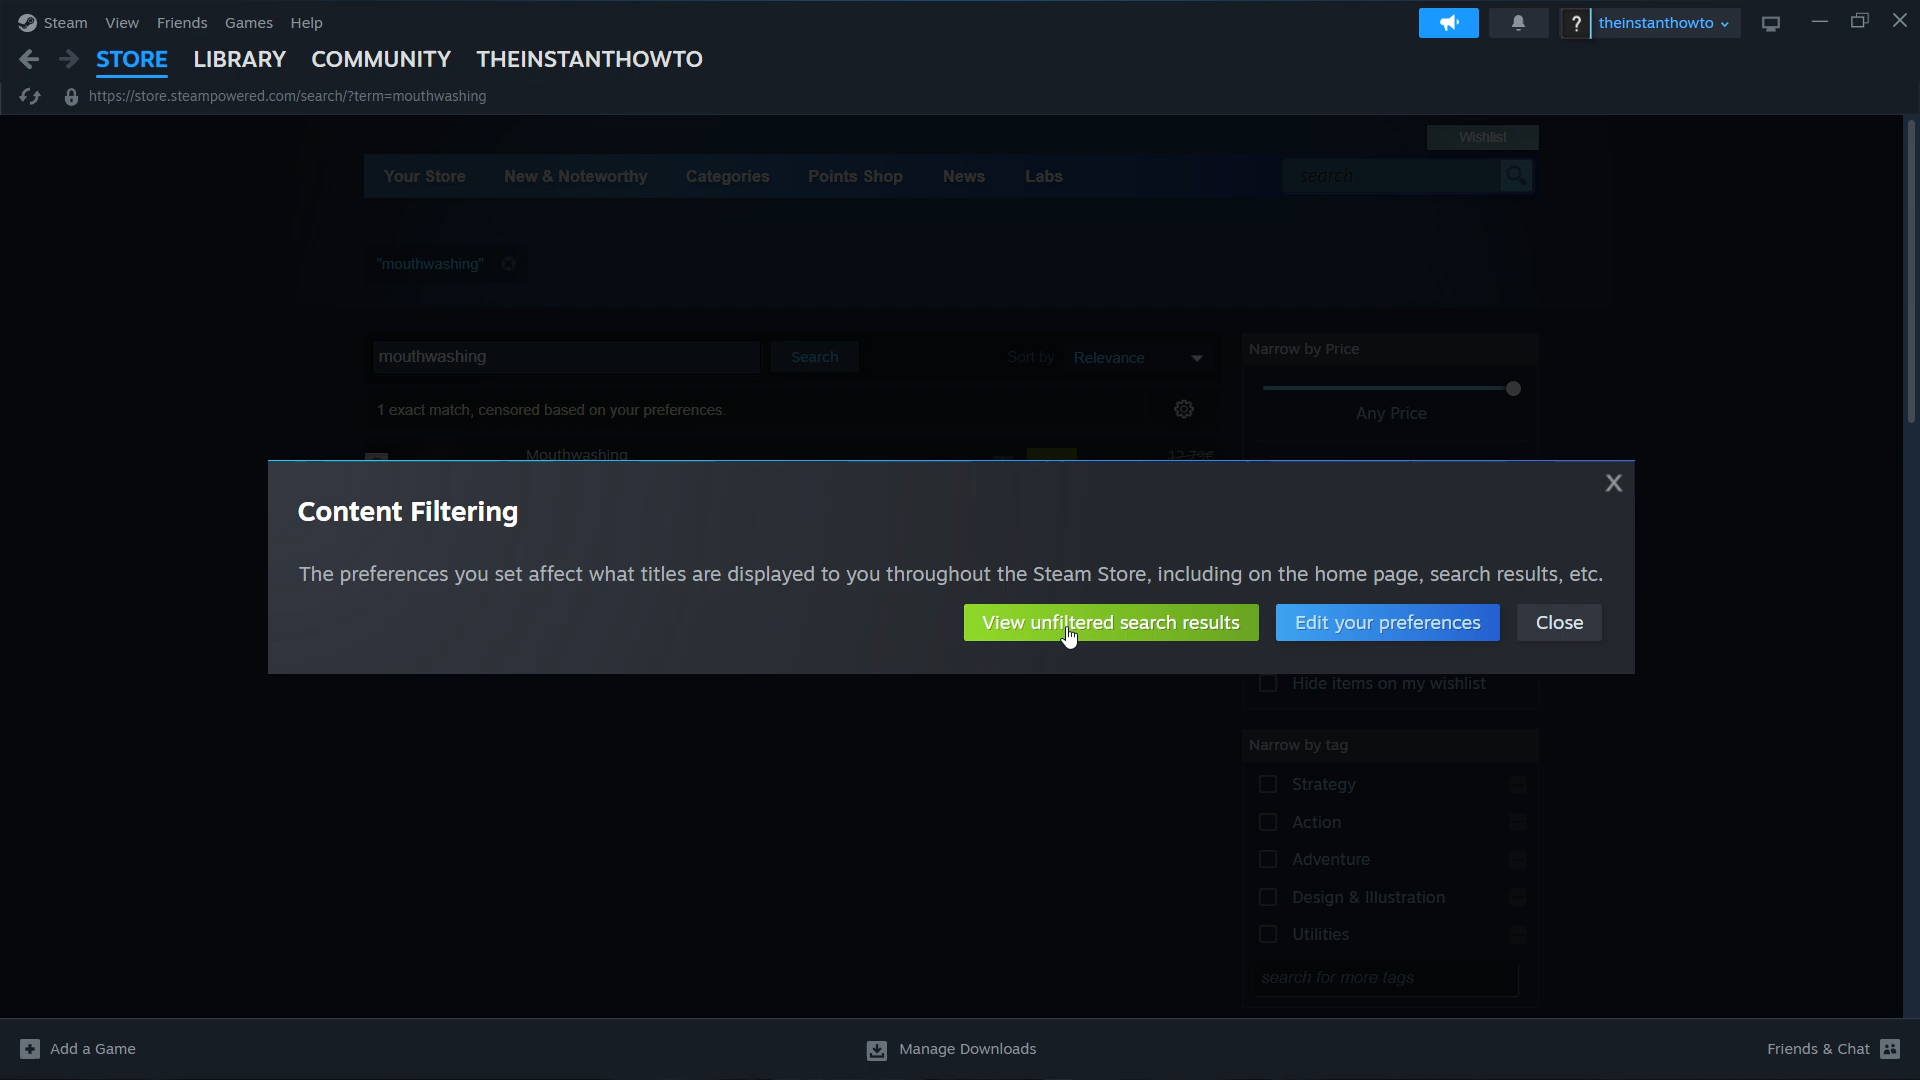 Steam View Friends Games Help
? theinstanthowto
STORE LIBRARY COMMUNITY THEINSTANTHOWTO
https://store.steampowered.com/search/?term=mouthwashing
Wishlist
Your Store New & Noteworthy Categories Points Shop News Labs search
"mouthwashing"
mouthwashing Search Sort by Relevance
Narrow by Price
Any Price
1 exact match, censored based on your preferences.
Mouthwashing 12,79€
X
Content Filtering
The preferences you set affect what titles are displayed to you throughout the Steam Store, including on the home page, search results, etc.
View unfiltered search results Edit your preferences Close
Hide items on my wishlist
Narrow by tag
Strategy
Action
Adventure
Design & Illustration
Utilities
search for more tags
Add a Game Manage Downloads Friends & Chat